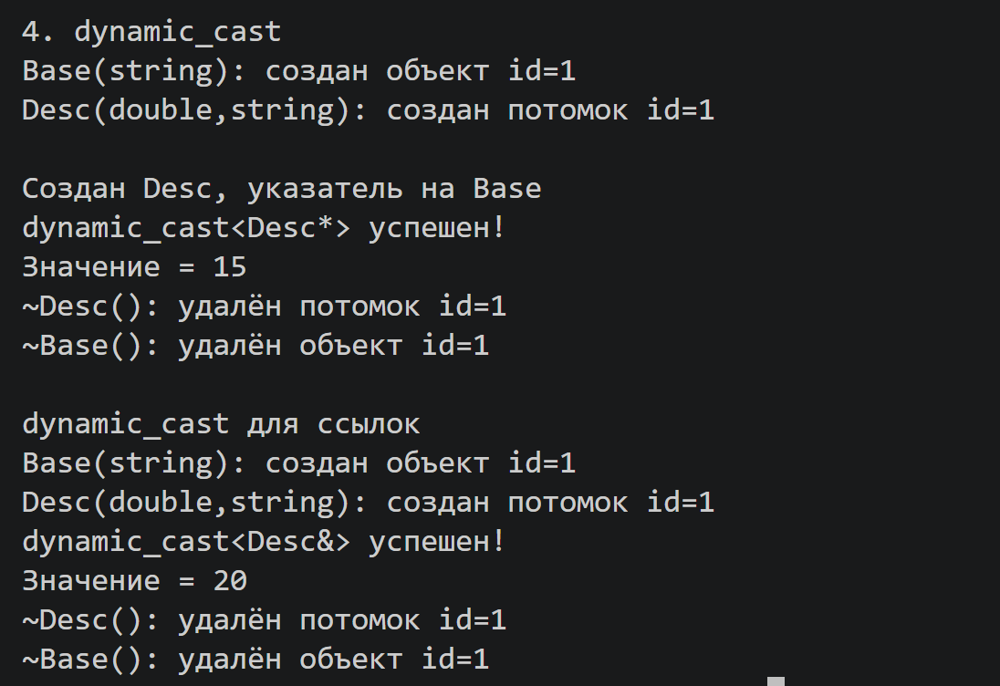 4. dynamic_cast
Base(string): создан объект id=1
Desc(double,string): создан потомок id=1
Создан Desc, указатель на Base
dynamic_cast<Desc*> успешен!
Значение = 15
~Desc(): удалён потомок id=1
~Base(): удалён объект id=1
dynamic_cast для ссылок
Base(string): создан объект id=1
Desc(double,string): создан потомок id=1
dynamic_cast<Desc&> успешен!
Значение = 20
~Desc(): удалён потомок id=1
~Base(): удалён объект id=1